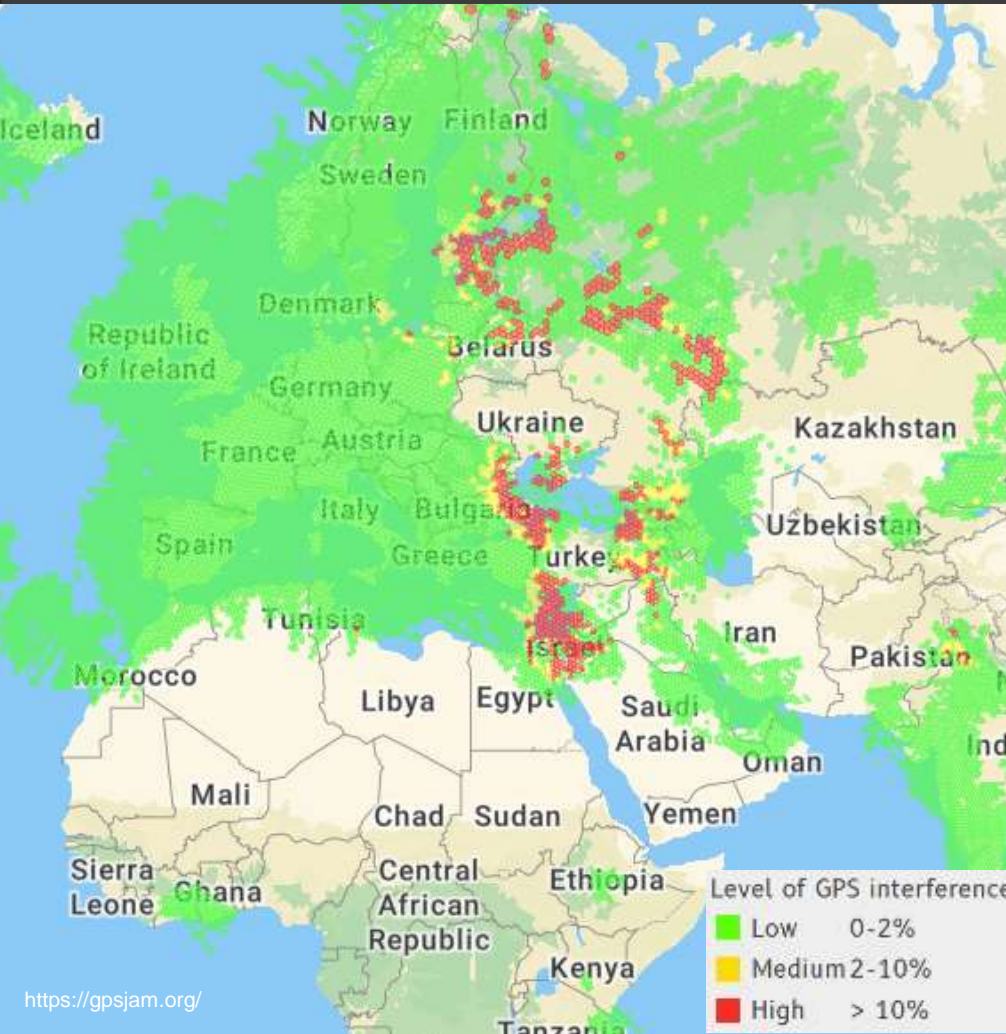 Iceland
Norway
Finland
Sweden
Denmark
Republic
of Ireland
Belarus
Germany
Ukraine
Kazakhstan
France
Austria
Italy
Bulgaria
Uzbekistan
Spain
Greece
Turkey
Tunisia
Israel
Iran
Pakistan
Morocco
Libya
Egypt
Saudi
Arabia
Ind
Oman
Mali
Chad
Sudan
Yemen
Sierra
Leone
Ghana
Central
African
Republic
Ethiopia
Kenya
Tanzania
Level of GPS interference
Low 0-2%
Medium 2-10%
High > 10%
https://gpsjam.org/